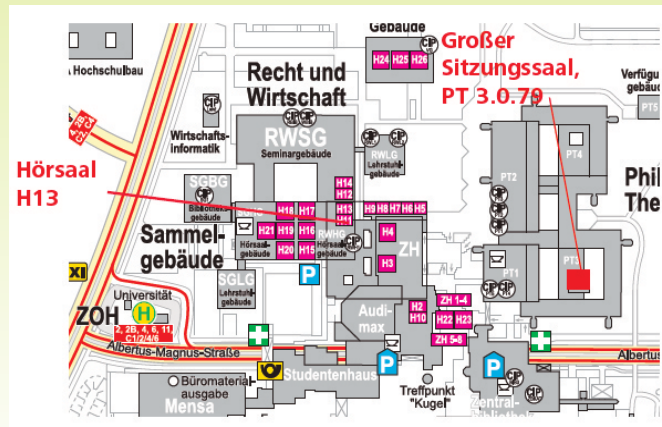 Gebäude
H24 H25 H26
Großer
Sitzungssaal,
PT 3.0.79
Hochschulbau
Recht und
Wirtschaft
Verfügu
gebäud
PT5
Wirtschafts-
informatik
RWSG
Seminargebäude
RWLG
Lehrstuhl-
gebäude
PT4
PT2
Phil
The
Hörsaal
H13
SGBG
Bibliotheks-
gebäude
H14
H12
H13
H11
H18 H17
H9 H8 H7 H6 H5
H21 H19 H16
H20 H15
Hörsaal-
gebäude
RWHG
Hörsaal-
gebäude
H4
H3
ZH
Sammel-
gebäude
SGLG
Lehrstuhl-
gebäude
P
PT1
PT3
XI
Universität
ZOH
H
2, 2B, 4, 6, 11,
C1/2/4/6
Albertus-Magnus-Straße
Audi-
max
H2
H10
ZH 1-4
H22 H23
ZH 5-8
Albertus
Studentenhaus
P
P
Büromaterial
ausgabe
Mensa
Treffpunkt
"Kugel"
Zentral-
Bibliothek